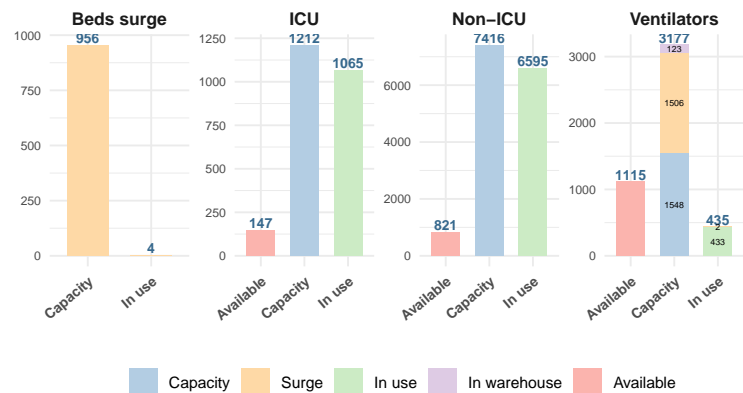 Beds surge
ICU
Non−ICU
Ventilators
956
4
1000
750
500
250
0
Capacity
In use
147
1212
1065
1250
1000
750
500
250
0
Available
Capacity
In use
821
7416
6595
6000
4000
2000
0
Available
Capacity
In use
1115
3177
123
1506
1548
435
2
433
3000
2000
1000
0
Available
Capacity
In use
Capacity
Surge
In use
In warehouse
Available